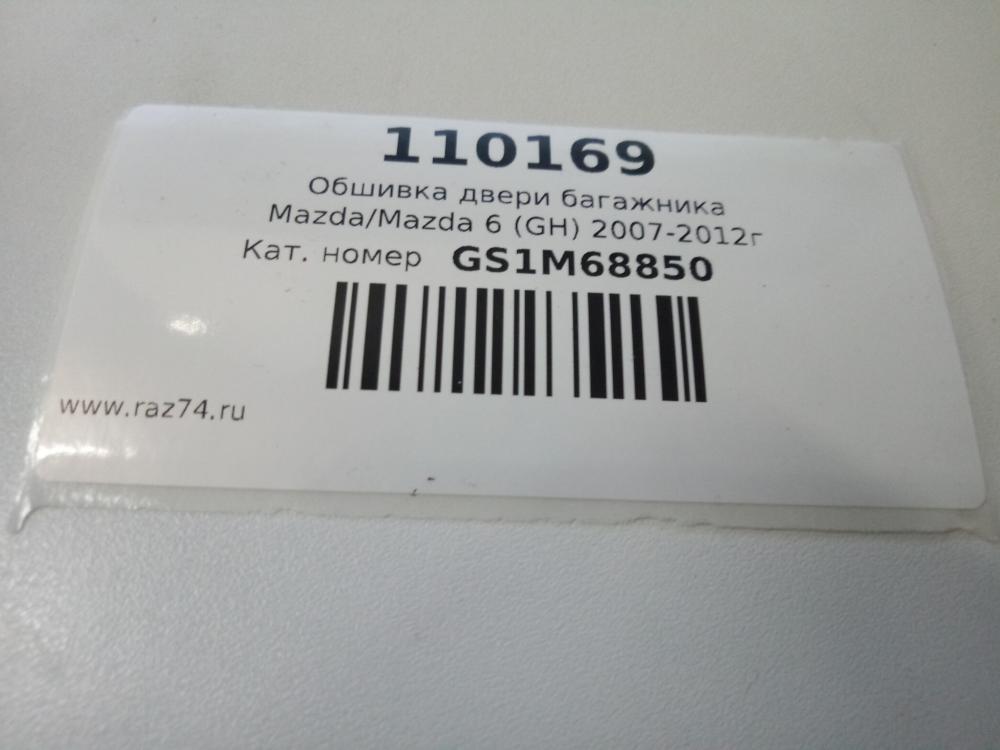 110169
Обшивка двери багажника
Mazda/Mazda 6 (GH) 2007-2012г
Кат. номер GS1M68850
www.raz74.ru